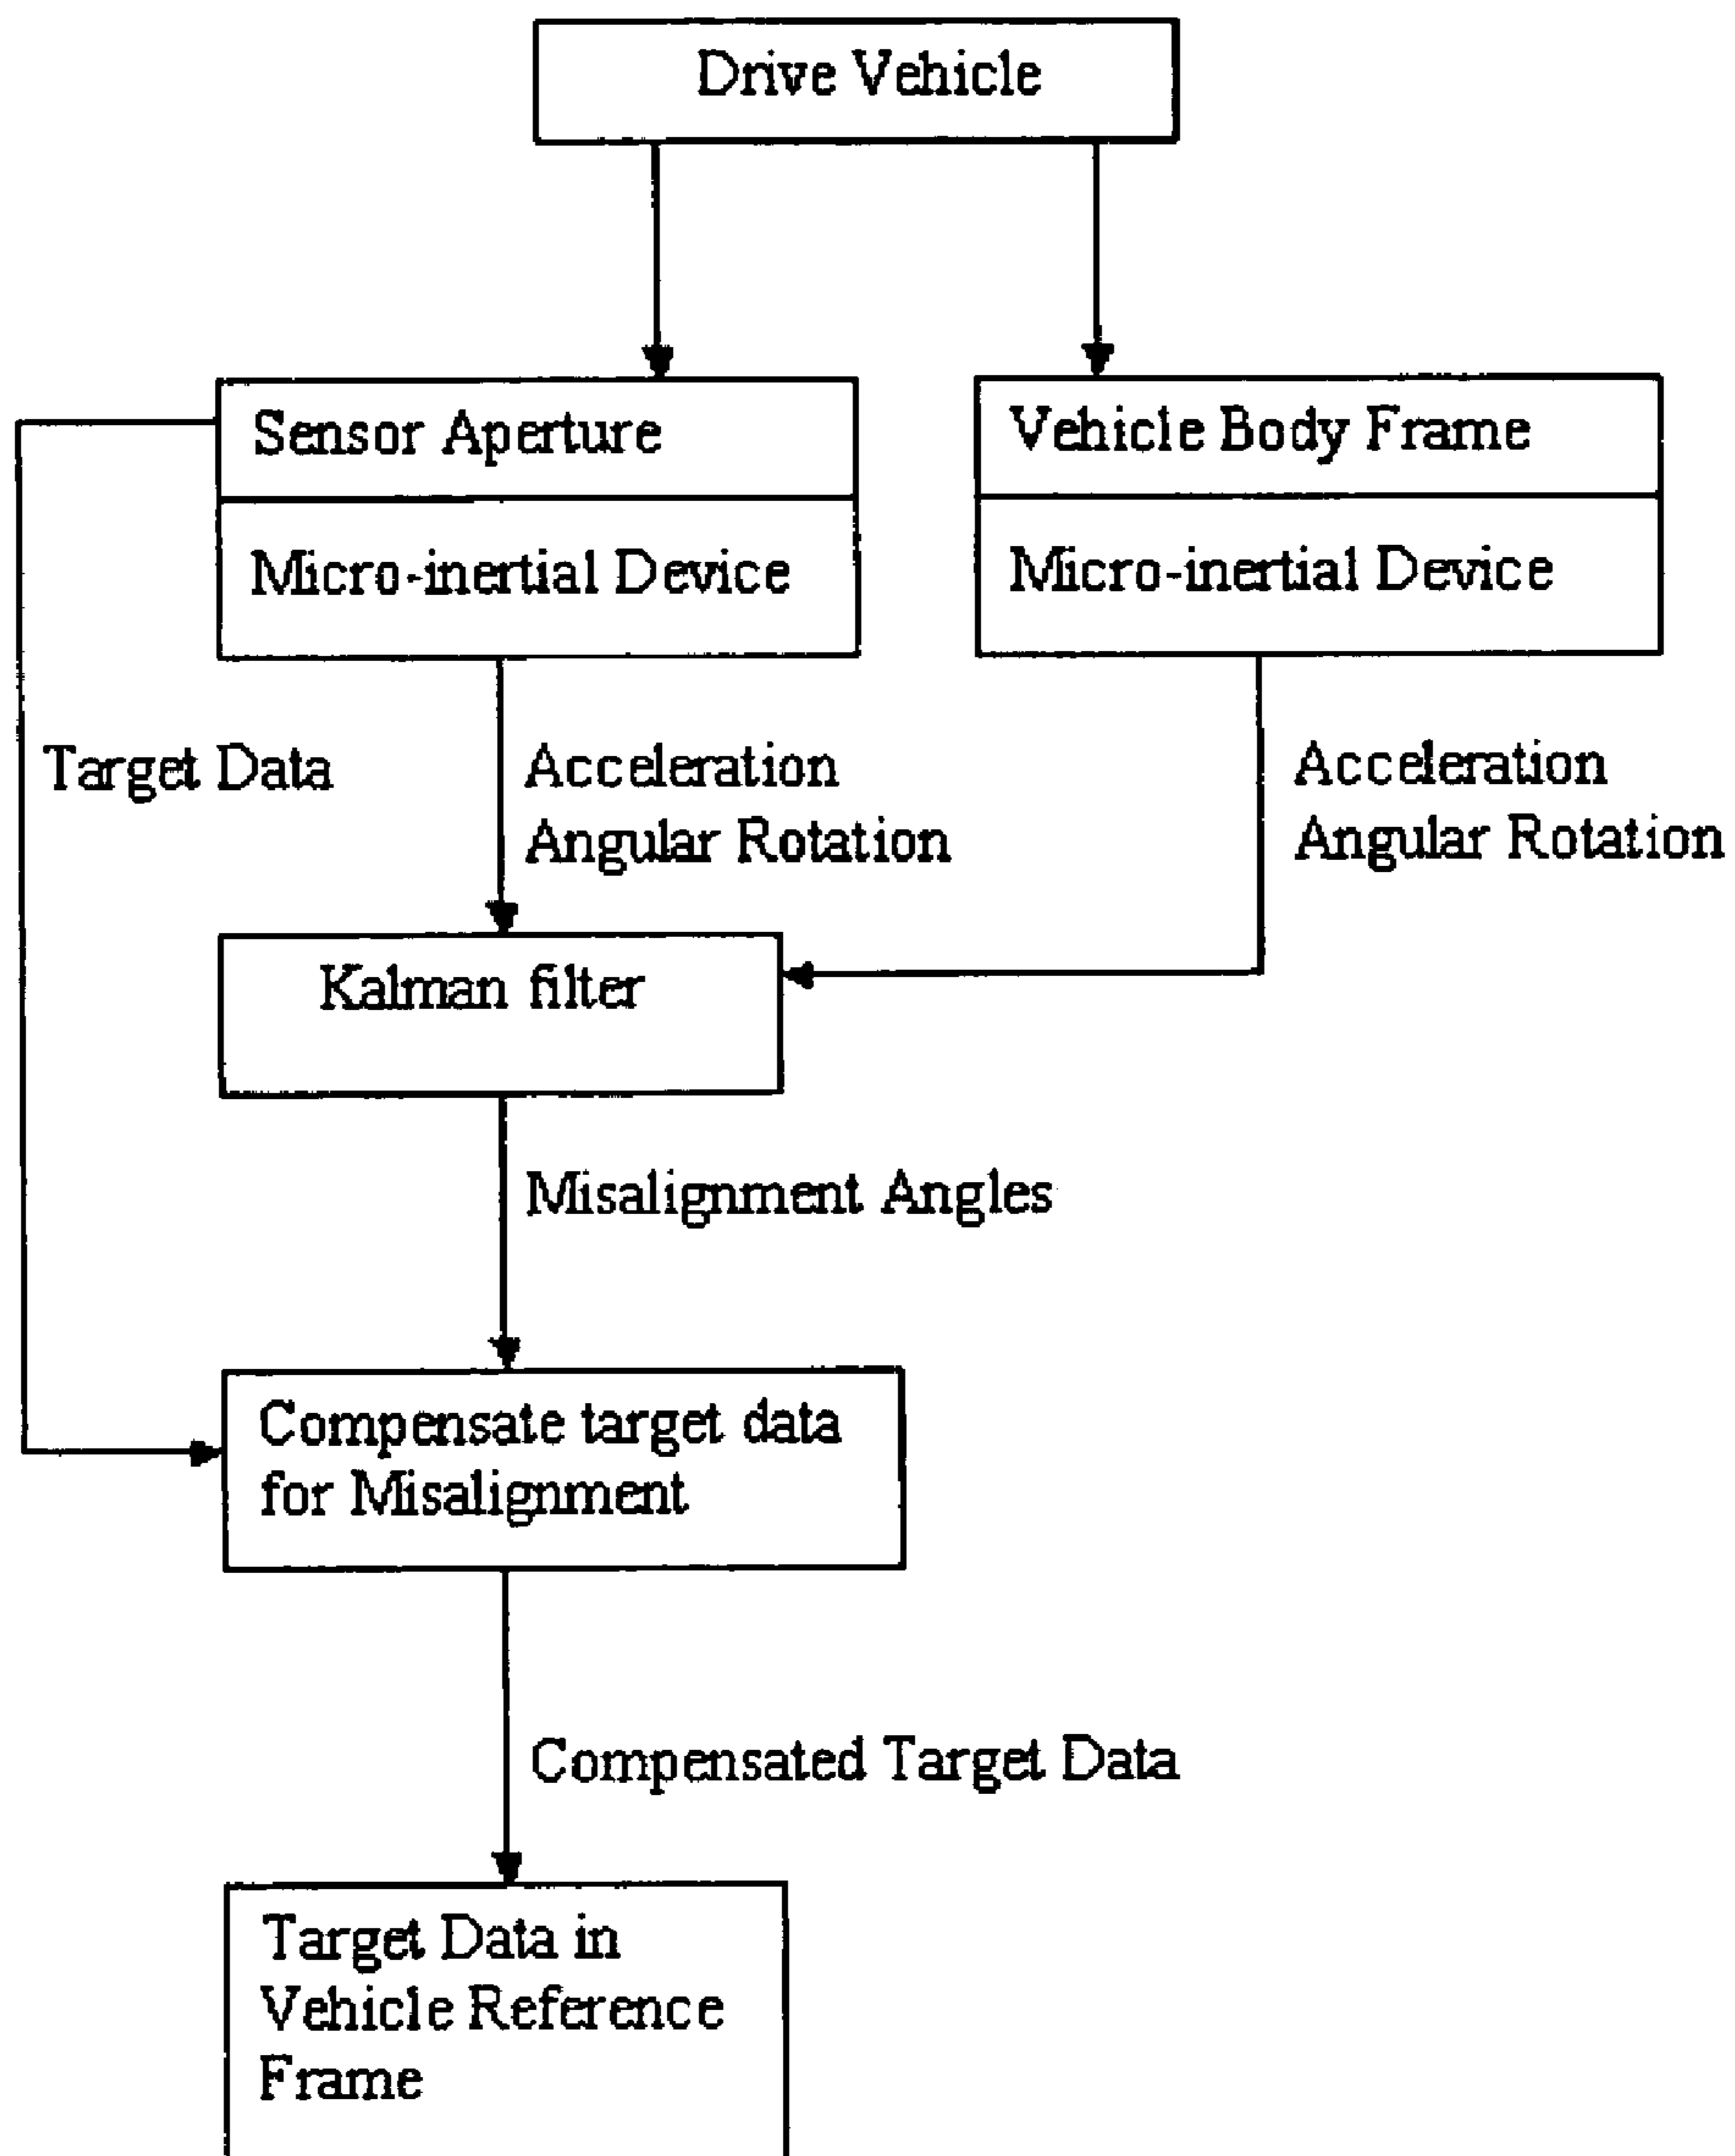 Drive Vehicle
Sensor Aperture
Vehicle Body Frame
Micro-inertial Device
Micro-inertial Device
Target Data
Acceleration
Angular Rotation
Acceleration
Angular Rotation
Kalman filter
Misalignment Angles
Compensate target data
for Misalignment
Compensated Target Data
Target Data in
Vehicle Reference
Frame